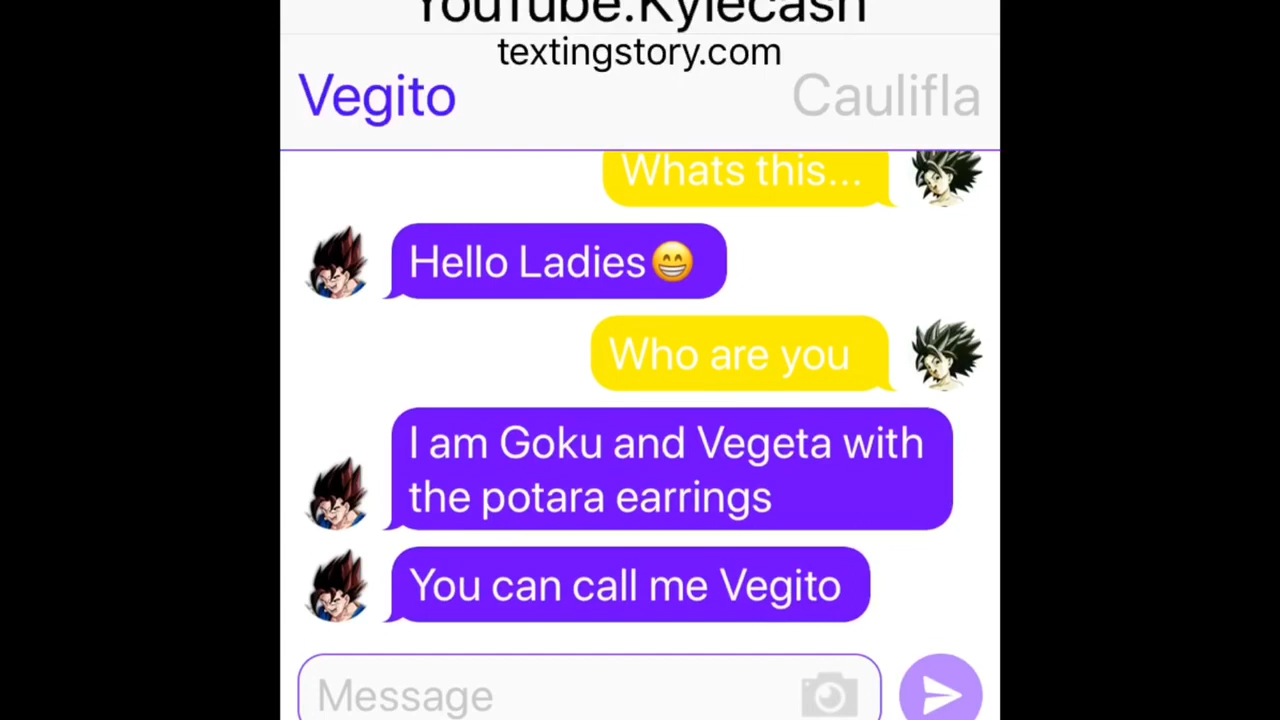 YouTube.Kylecash
textingstory.com
Vegito
Caulifla
Whats this...
Hello Ladies😁
Who are you
I am Goku and Vegeta with
the potara earrings
You can call me Vegito
Message